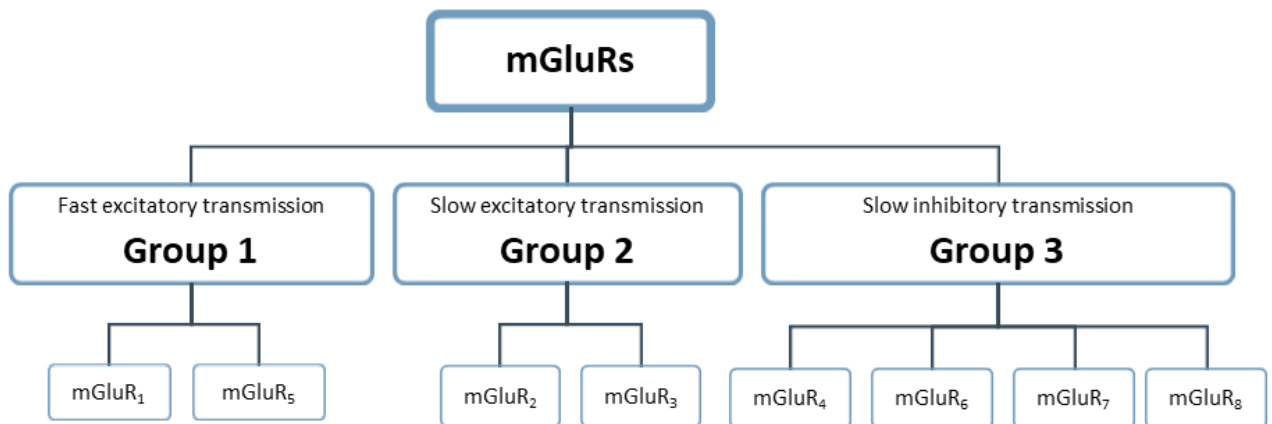 mGluRs
Fast excitatory transmission
Group 1
Slow excitatory transmission
Group 2
Slow inhibitory transmission
Group 3
mGluR₁
mGluR₅
mGluR₂
mGluR₃
mGluR₄
mGluR₆
mGluR₇
mGluR₈